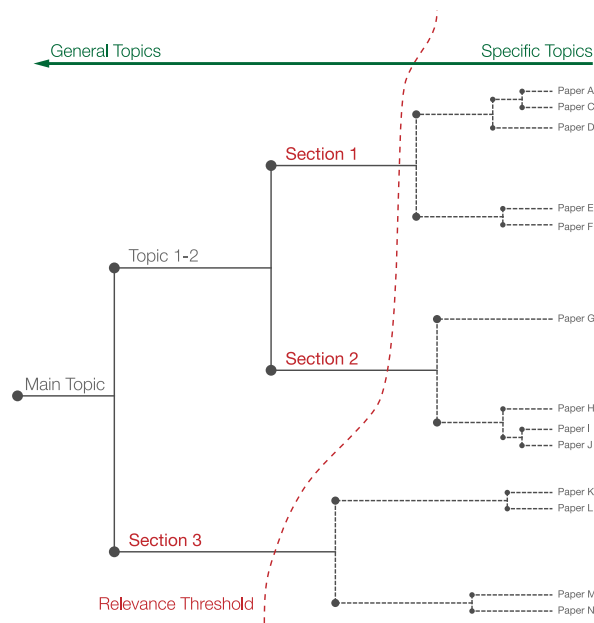 General Topics
Specific Topics
Paper A
Paper C
Paper D
Section 1
Paper E
Paper F
Topic 1-2
Paper G
Section 2
Main Topic
Paper H
Paper I
Paper J
Paper K
Paper L
Section 3
Paper M
Relevance Threshold
Paper N